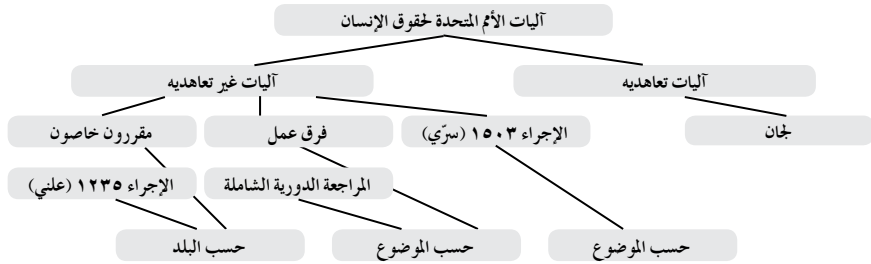 آليات الأمم المتحدة لحقوق الإنسان
آليات تعاهديه
آليات غير تعاهديه
لجان
الإجراء ١٥٠٣ (سرّي)
فرق عمل
مقررون خاصون
المراجعة الدورية الشاملة
الإجراء ١٢٣٥ (علني)
حسب الموضوع
حسب الموضوع
حسب البلد